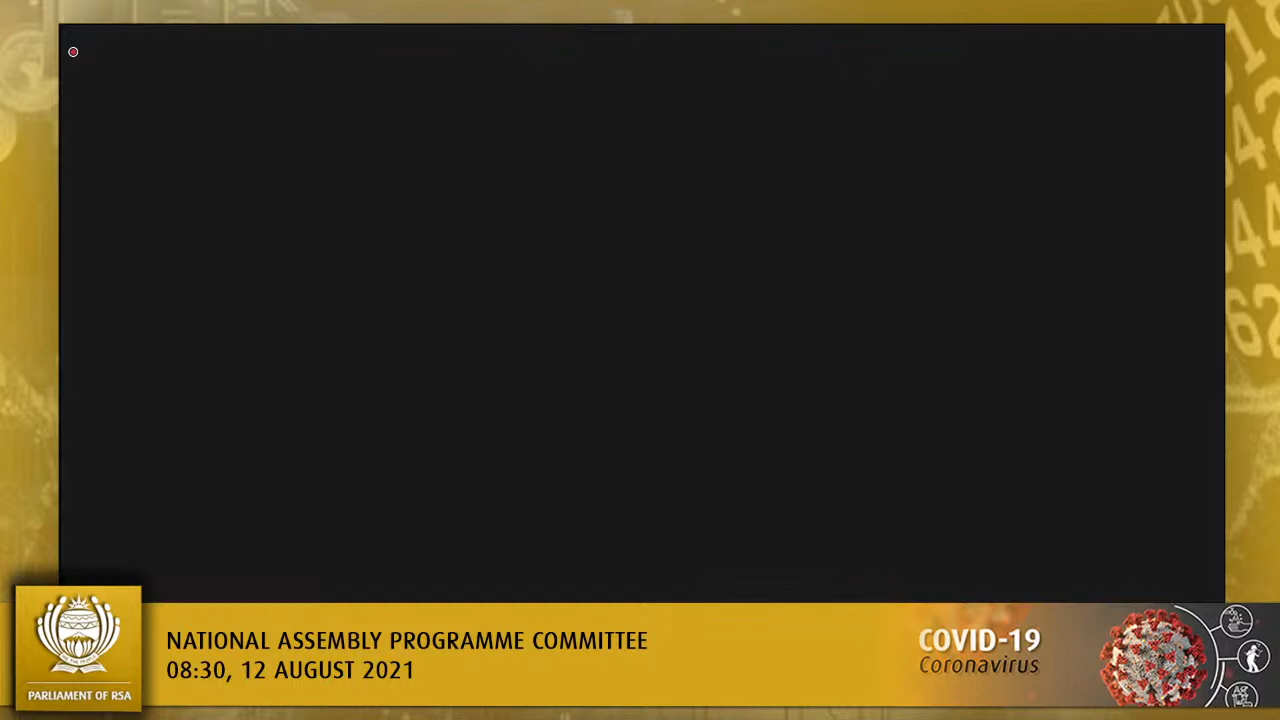 NATIONAL ASSEMBLY PROGRAMME COMMITTEE
08:30, 12 AUGUST 2021
PARLIAMENT OF RSA
COVID-19
Coronavirus